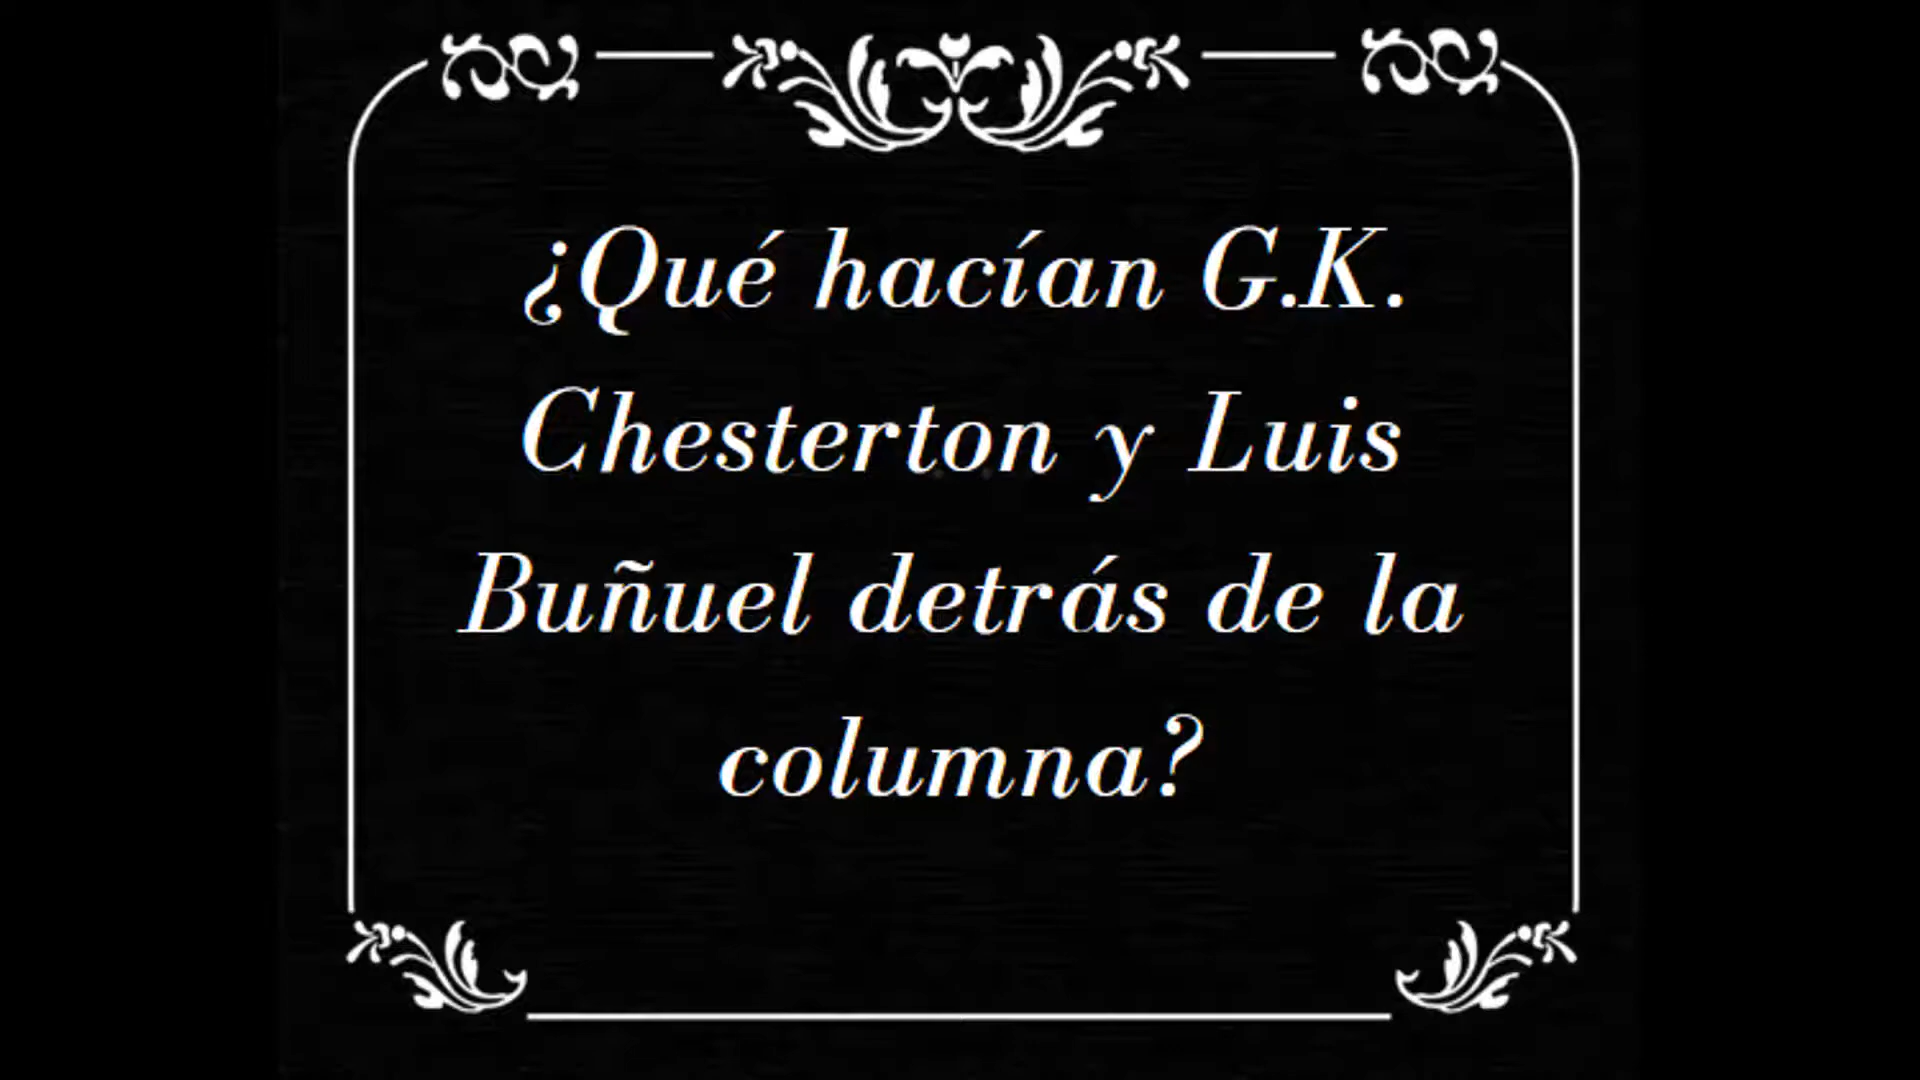 ¿Qué hacían G.K.
Chesterton y Luis
Buñuel detrás de la
columna?